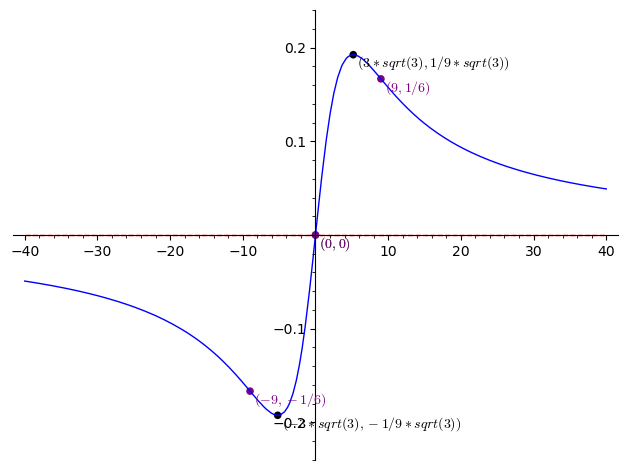 0.2
(3 * sqrt(3), 1/9 * sqrt(3))
(9, 1/6)
0.1
(0, 0)
−40 −30 −20 −10 10 20 30 40
−0.1
(−9, −1/6)
−0.2
(−3 * sqrt(3), −1/9 * sqrt(3))